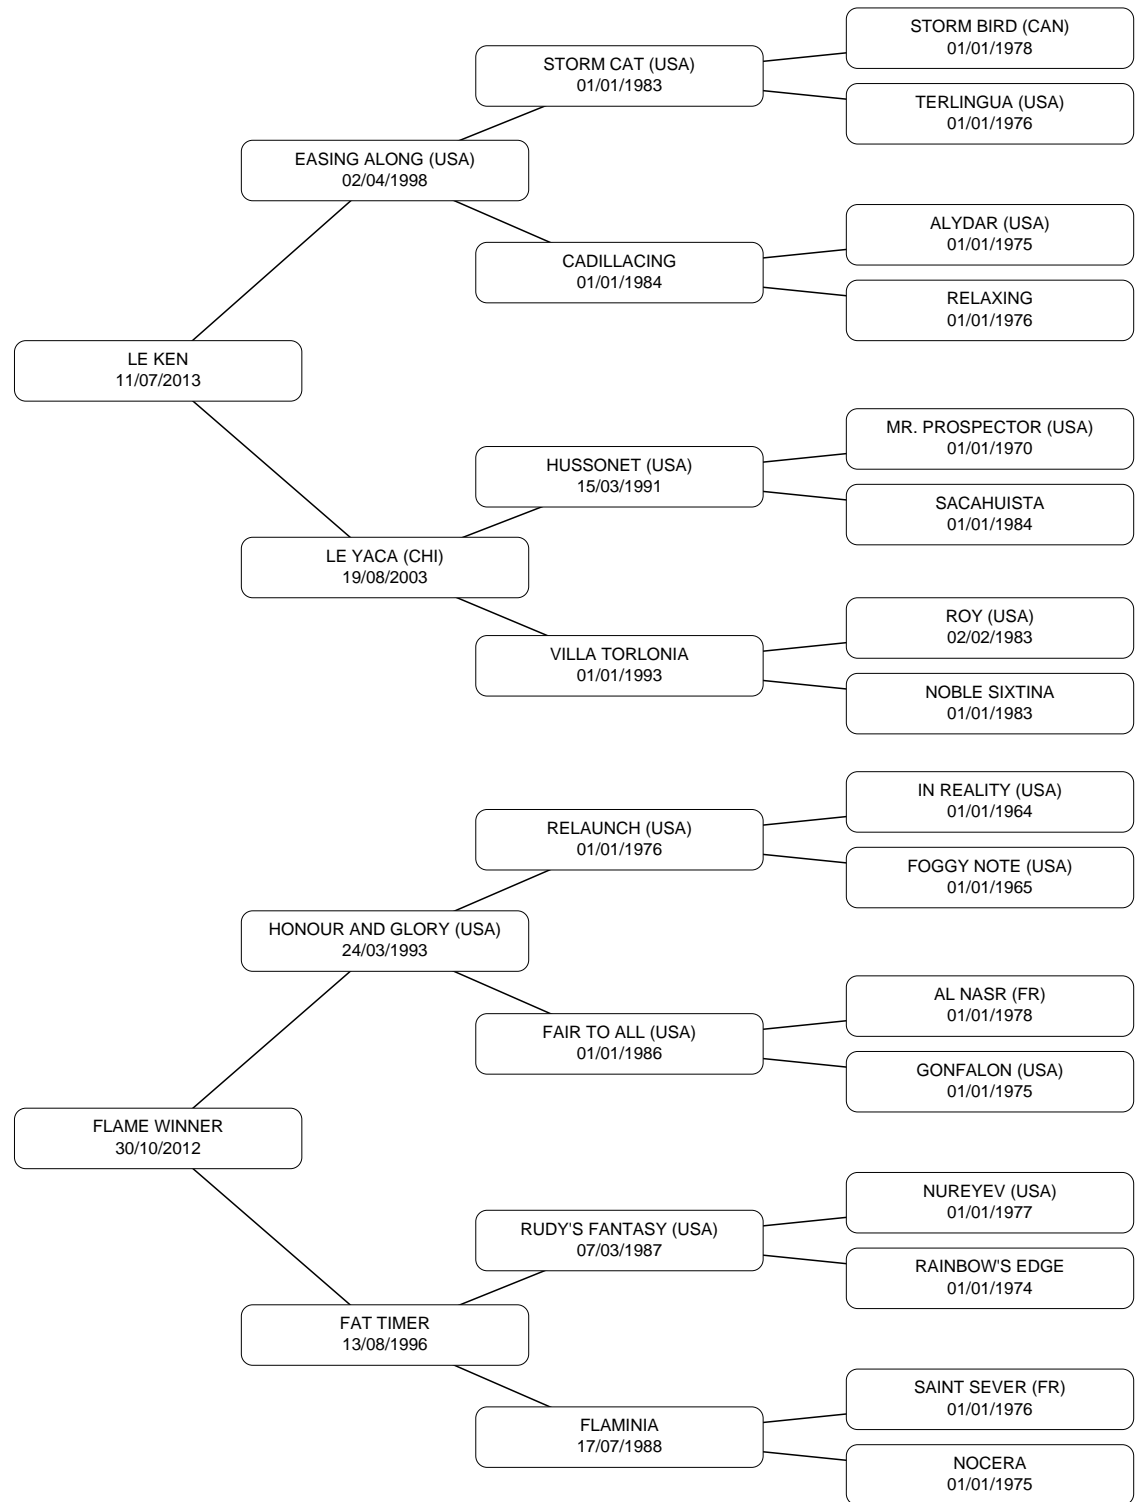 STORM BIRD (CAN)
01/01/1978
STORM CAT (USA)
01/01/1983
TERLINGUA (USA)
01/01/1976
EASING ALONG (USA)
02/04/1998
ALYDAR (USA)
01/01/1975
CADILLACING
01/01/1984
RELAXING
01/01/1976
LE KEN
11/07/2013
MR. PROSPECTOR (USA)
01/01/1970
HUSSONET (USA)
15/03/1991
SACAHUISTA
01/01/1984
LE YACA (CHI)
19/08/2003
ROY (USA)
02/02/1983
VILLA TORLONIA
01/01/1993
NOBLE SIXTINA
01/01/1983
IN REALITY (USA)
01/01/1964
RELAUNCH (USA)
01/01/1976
FOGGY NOTE (USA)
01/01/1965
HONOUR AND GLORY (USA)
24/03/1993
AL NASR (FR)
01/01/1978
FAIR TO ALL (USA)
01/01/1986
GONFALON (USA)
01/01/1975
FLAME WINNER
30/10/2012
NUREYEV (USA)
01/01/1977
RUDY'S FANTASY (USA)
07/03/1987
RAINBOW'S EDGE
01/01/1974
FAT TIMER
13/08/1996
SAINT SEVER (FR)
01/01/1976
FLAMINIA
17/07/1988
NOCERA
01/01/1975